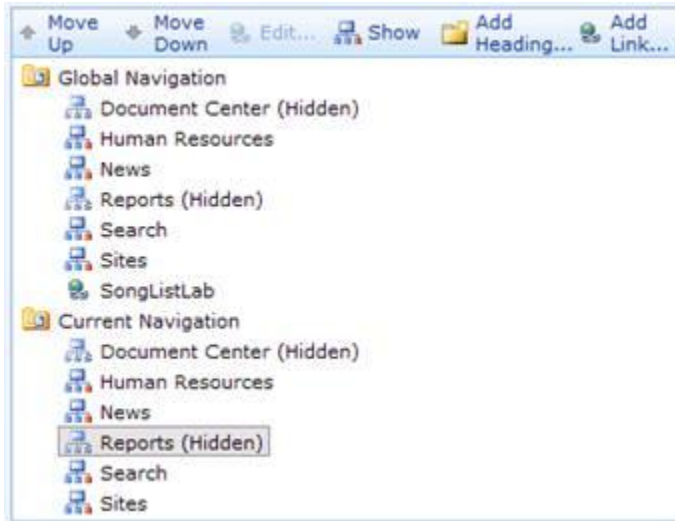 Move Up
Move Down
Edit...
Show
Add Heading...
Add Link...
Global Navigation
Document Center (Hidden)
Human Resources
News
Reports (Hidden)
Search
Sites
SongListLab
Current Navigation
Document Center (Hidden)
Human Resources
News
Reports (Hidden)
Search
Sites